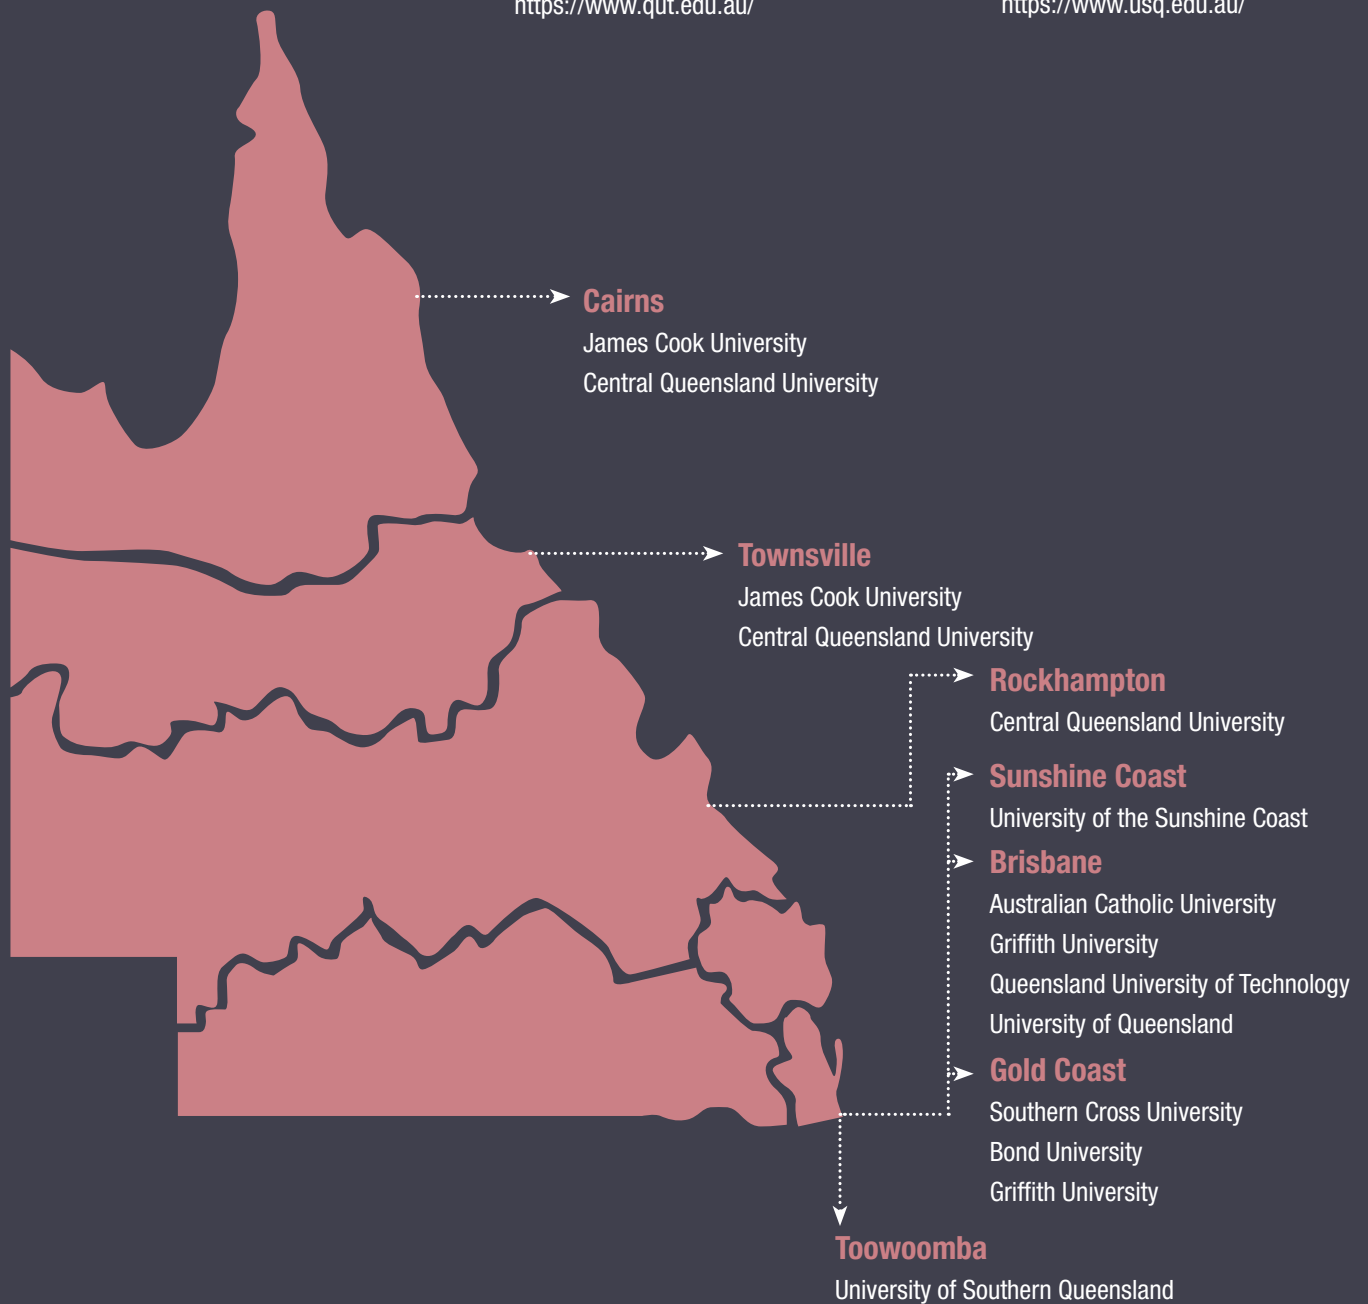 https://www.qut.edu.au/
https://www.usq.edu.au/
Cairns
James Cook University
Central Queensland University
Townsville
James Cook University
Central Queensland University
Rockhampton
Central Queensland University
Sunshine Coast
University of the Sunshine Coast
Brisbane
Australian Catholic University
Griffith University
Queensland University of Technology
University of Queensland
Gold Coast
Southern Cross University
Bond University
Griffith University
Toowoomba
University of Southern Queensland